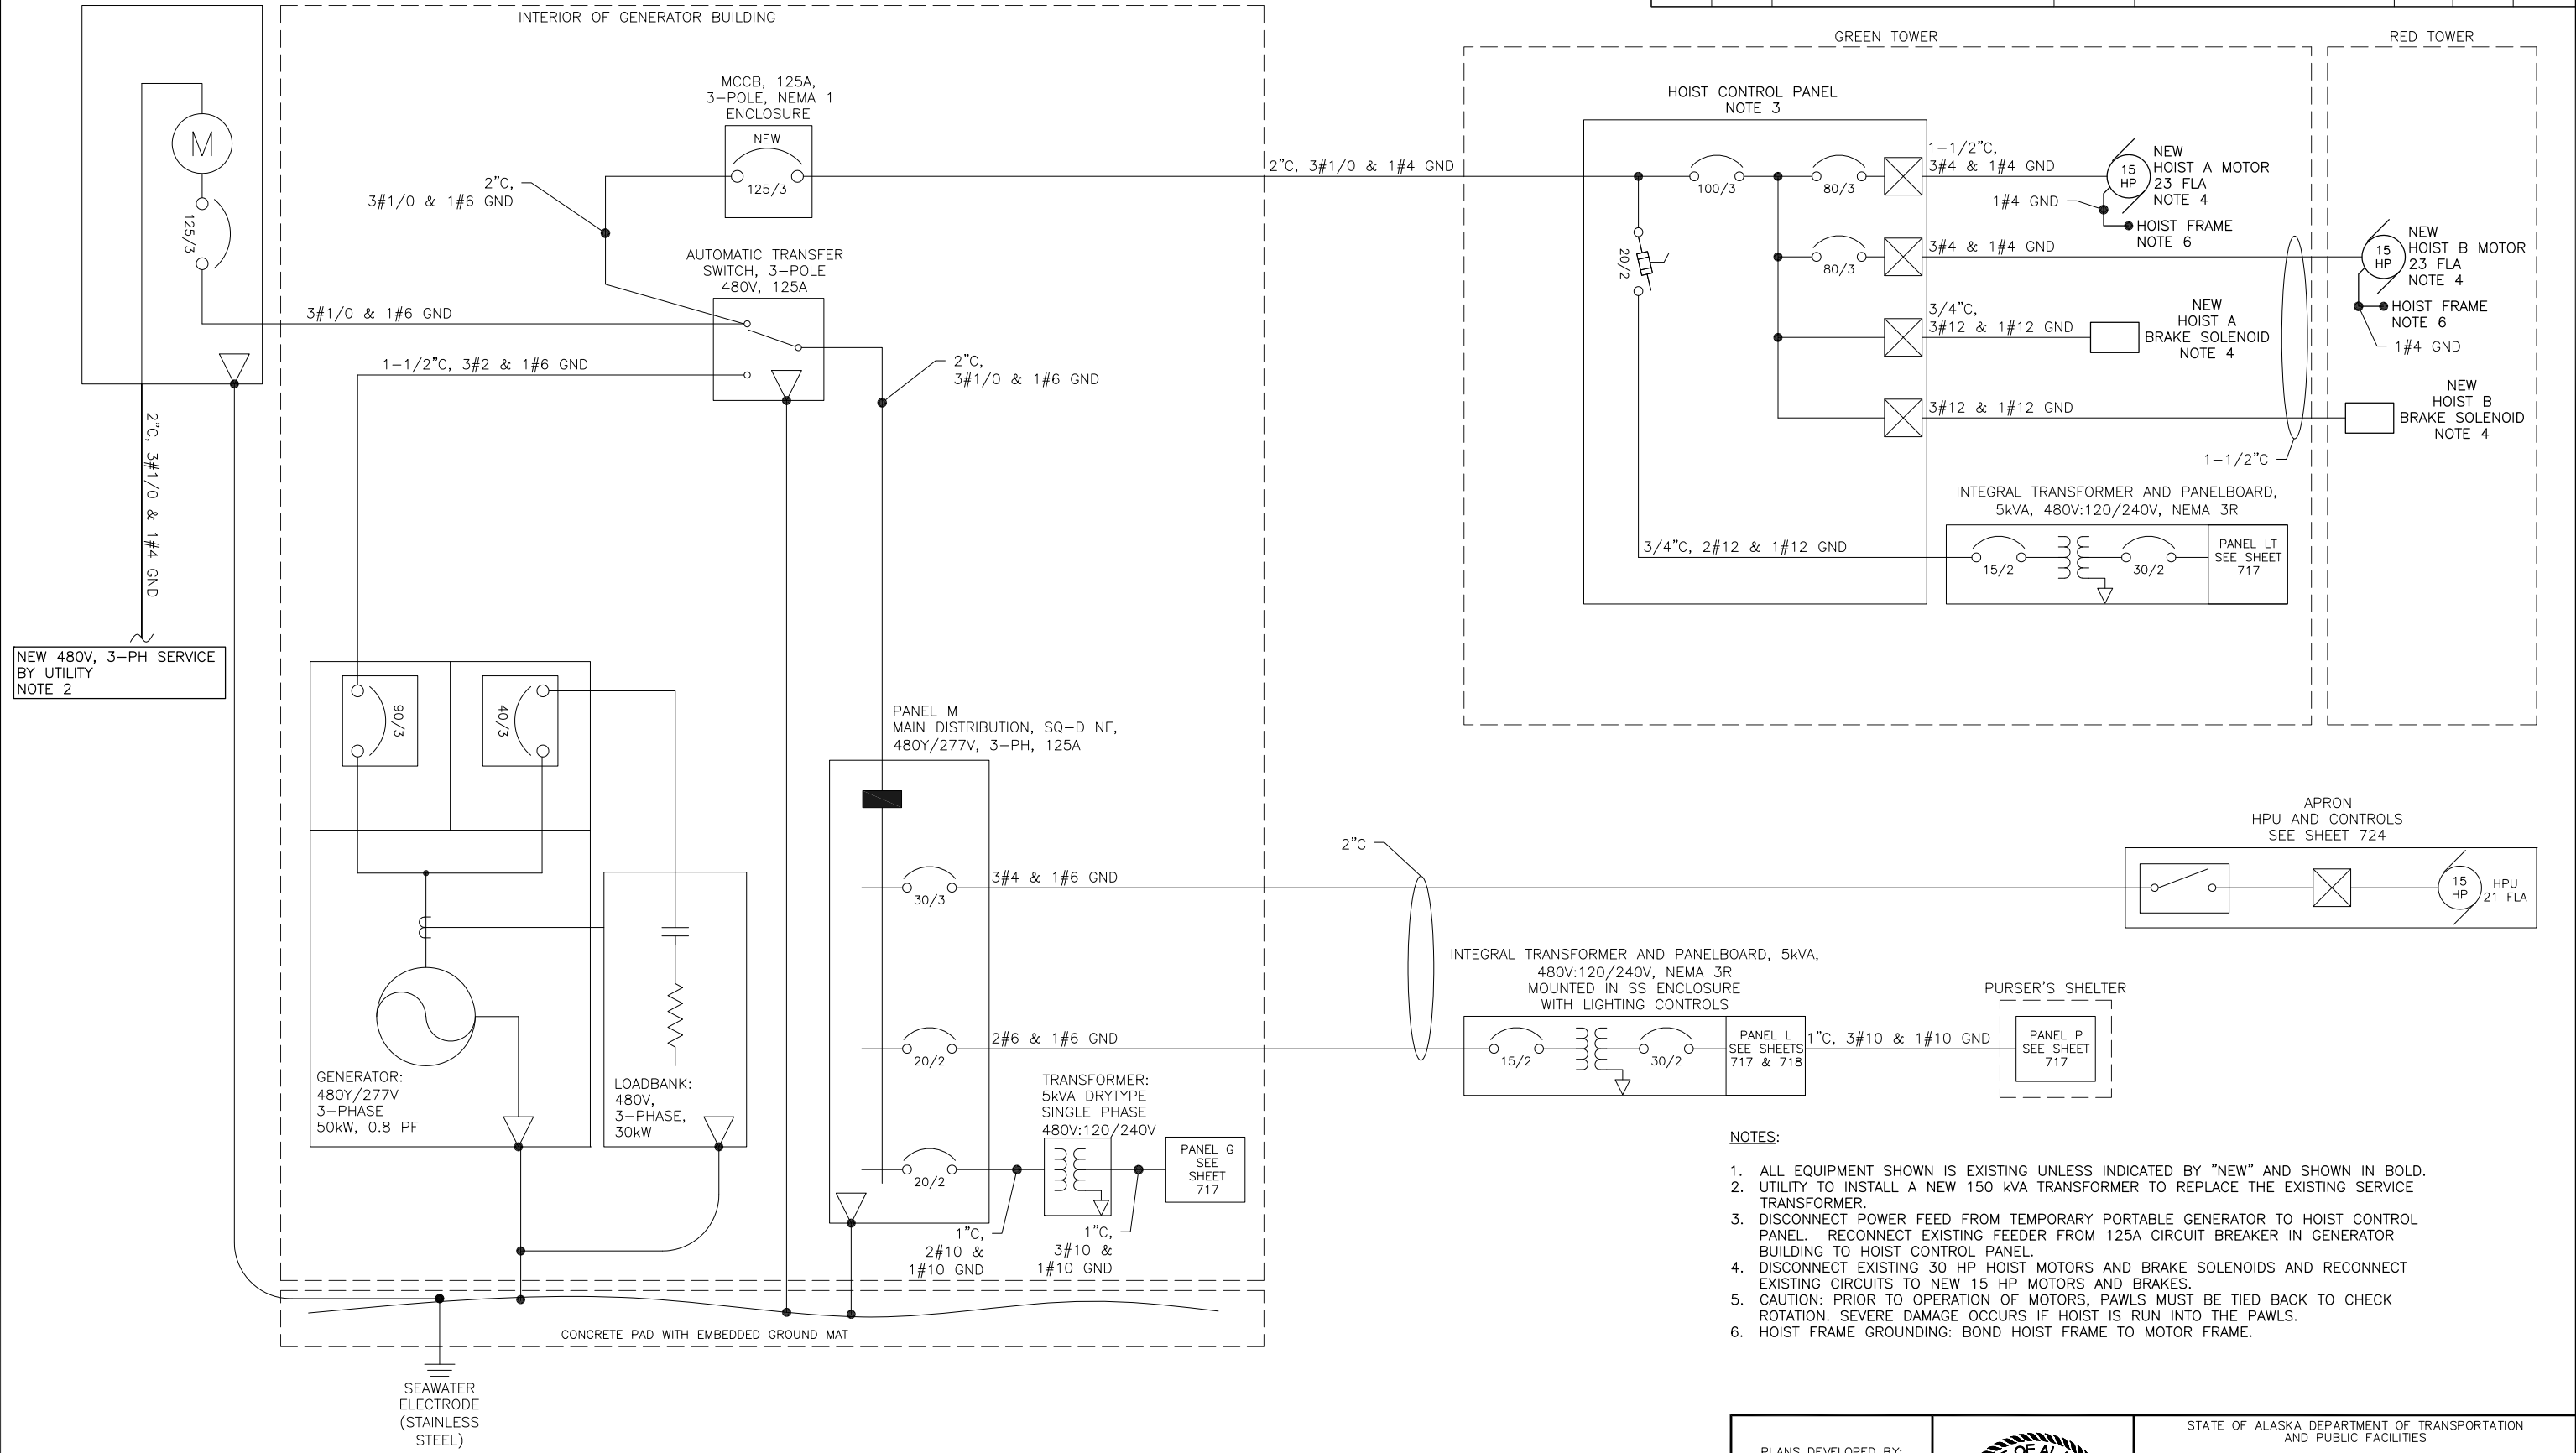 INTERIOR OF GENERATOR BUILDING
M
125/3
2"C, 3#1/0 & 1#4 GND
NEW 480V, 3-PH SERVICE
BY UTILITY
NOTE 2
MCCB, 125A,
3-POLE, NEMA 1
ENCLOSURE
NEW
125/3
2"C,
3#1/0 & 1#6 GND
AUTOMATIC TRANSFER
SWITCH, 3-POLE
480V, 125A
3#1/0 & 1#6 GND
1-1/2"C, 3#2 & 1#6 GND
2"C,
3#1/0 & 1#6 GND
2"C, 3#1/0 & 1#4 GND
GREEN TOWER
RED TOWER
HOIST CONTROL PANEL
NOTE 3
100/3
80/3
80/3
20/2
1-1/2"C,
3#4 & 1#4 GND
15
HP
NEW
HOIST A MOTOR
23 FLA
NOTE 4
1#4 GND
HOIST FRAME
NOTE 6
3#4 & 1#4 GND
15
HP
NEW
HOIST B MOTOR
23 FLA
NOTE 4
HOIST FRAME
NOTE 6
1#4 GND
3/4"C,
3#12 & 1#12 GND
NEW
HOIST A
BRAKE SOLENOID
NOTE 4
3#12 & 1#12 GND
NEW
HOIST B
BRAKE SOLENOID
NOTE 4
1-1/2"C
INTEGRAL TRANSFORMER AND PANELBOARD,
5kVA, 480V:120/240V, NEMA 3R
3/4"C, 2#12 & 1#12 GND
15/2
30/2
PANEL LT
SEE SHEET
717
90/3
40/3
PANEL M
MAIN DISTRIBUTION, SQ-D NF,
480Y/277V, 3-PH, 125A
30/3
3#4 & 1#6 GND
2"C
APRON
HPU AND CONTROLS
SEE SHEET 724
15
HP
HPU
21 FLA
20/2
2#6 & 1#6 GND
INTEGRAL TRANSFORMER AND PANELBOARD, 5kVA,
480V:120/240V, NEMA 3R
MOUNTED IN SS ENCLOSURE
WITH LIGHTING CONTROLS
15/2
30/2
PANEL L
SEE SHEETS
717 & 718
1"C, 3#10 & 1#10 GND
PURSER'S SHELTER
PANEL P
SEE SHEET
717
GENERATOR:
480Y/277V
3-PHASE
50kW, 0.8 PF
LOADBANK:
480V,
3-PHASE,
30kW
20/2
TRANSFORMER:
5kVA DRYTYPE
SINGLE PHASE
480V:120/240V
PANEL G
SEE
SHEET
717
1"C,
2#10 &
1#10 GND
1"C,
3#10 &
1#10 GND
CONCRETE PAD WITH EMBEDDED GROUND MAT
SEAWATER
ELECTRODE
(STAINLESS
STEEL)
NOTES:
1. ALL EQUIPMENT SHOWN IS EXISTING UNLESS INDICATED BY "NEW" AND SHOWN IN BOLD.
2. UTILITY TO INSTALL A NEW 150 kVA TRANSFORMER TO REPLACE THE EXISTING SERVICE
TRANSFORMER.
3. DISCONNECT POWER FEED FROM TEMPORARY PORTABLE GENERATOR TO HOIST CONTROL
PANEL. RECONNECT EXISTING FEEDER FROM 125A CIRCUIT BREAKER IN GENERATOR
BUILDING TO HOIST CONTROL PANEL.
4. DISCONNECT EXISTING 30 HP HOIST MOTORS AND BRAKE SOLENOIDS AND RECONNECT
EXISTING CIRCUITS TO NEW 15 HP MOTORS AND BRAKES.
5. CAUTION: PRIOR TO OPERATION OF MOTORS, PAWLS MUST BE TIED BACK TO CHECK
ROTATION. SEVERE DAMAGE OCCURS IF HOIST IS RUN INTO THE PAWLS.
6. HOIST FRAME GROUNDING: BOND HOIST FRAME TO MOTOR FRAME.
STATE OF ALASKA DEPARTMENT OF TRANSPORTATION
AND PUBLIC FACILITIES
PLANS DEVELOPED BY: